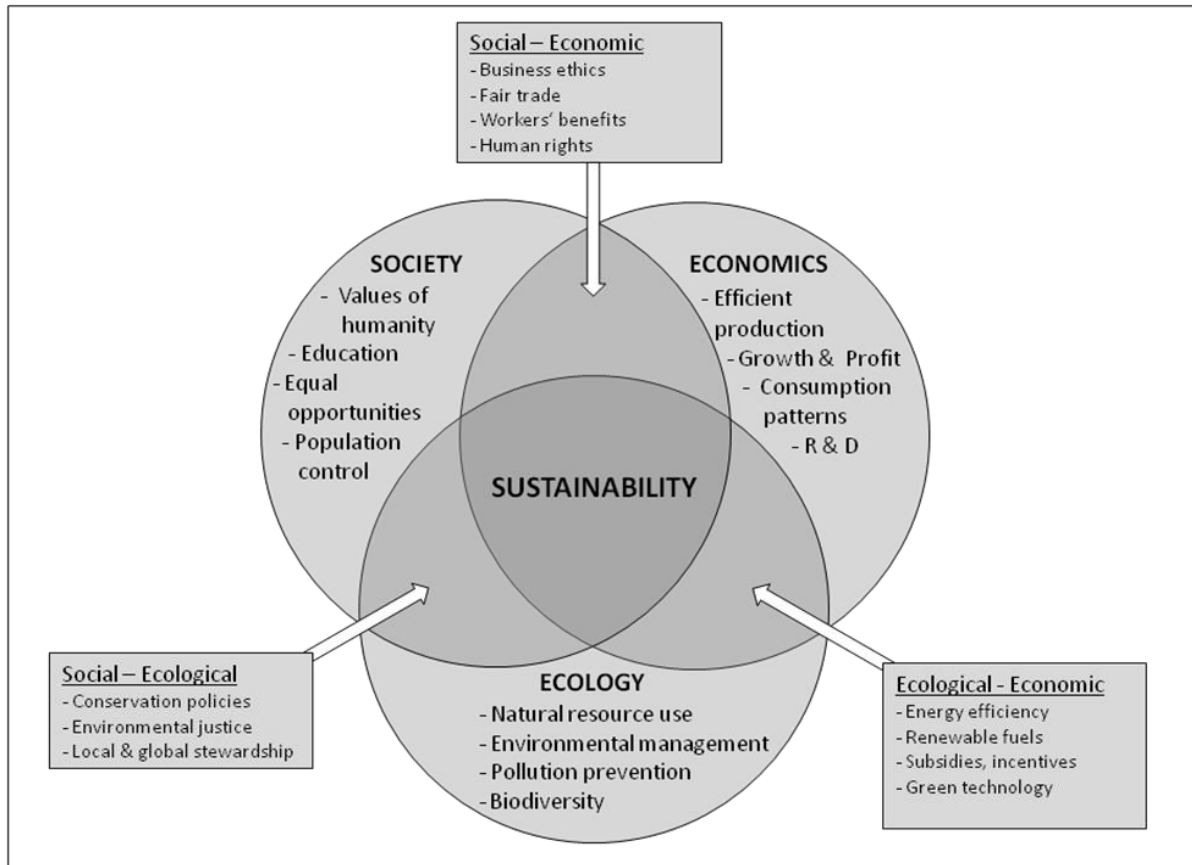 Social – Economic
- Business ethics
- Fair trade
- Workers’ benefits
- Human rights
SOCIETY
- Values of
humanity
- Education
- Equal
opportunities
- Population
control
ECONOMICS
- Efficient
production
- Growth & Profit
- Consumption
patterns
- R & D
SUSTAINABILITY
Social – Ecological
- Conservation policies
- Environmental justice
- Local & global stewardship
ECOLOGY
- Natural resource use
- Environmental management
- Pollution prevention
- Biodiversity
Ecological - Economic
- Energy efficiency
- Renewable fuels
- Subsidies, incentives
- Green technology